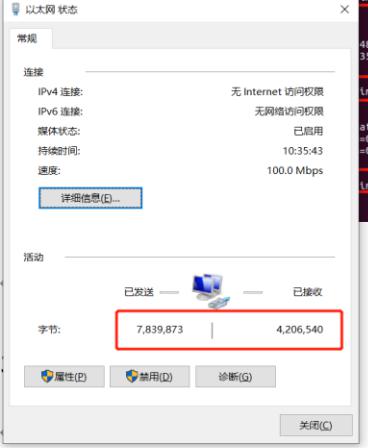 以太网 状态
常规
连接
IPv4 连接: 无 Internet 访问权限
IPv6 连接: 无网络访问权限
媒体状态: 已启用
持续时间: 10:35:43
速度: 100.0 Mbps
详细信息(E)...
活动
已发送 已接收
字节: 7,839,873 4,206,540
属性(P) 禁用(D) 诊断(G)
关闭(C)